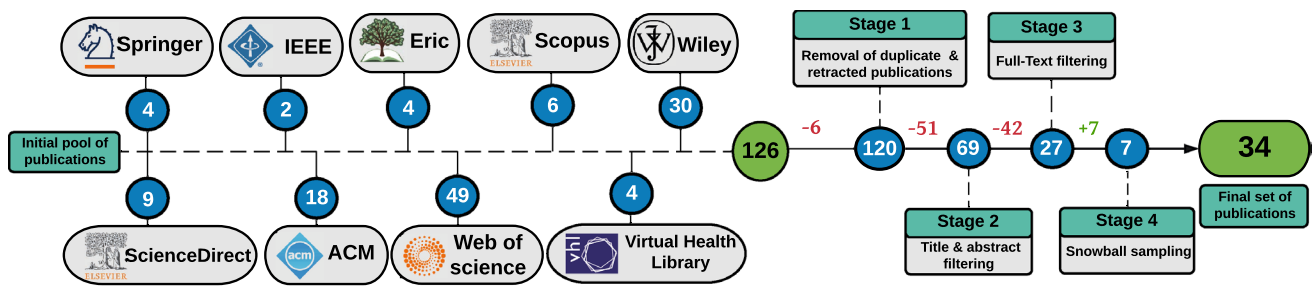 Springer
IEEE
Eric
ELSEVIER
Scopus
Wiley
4
2
4
6
30
Initial pool of
publications
9
18
49
4
ELSEVIER
ScienceDirect
acm
ACM
Web of
science
vhl
Virtual Health
Library
126
-6
Stage 1
Removal of duplicate &
retracted publications
120
-51
69
Stage 2
Title & abstract
filtering
-42
Stage 3
Full-Text filtering
27
+7
7
Stage 4
Snowball sampling
34
Final set of
publications